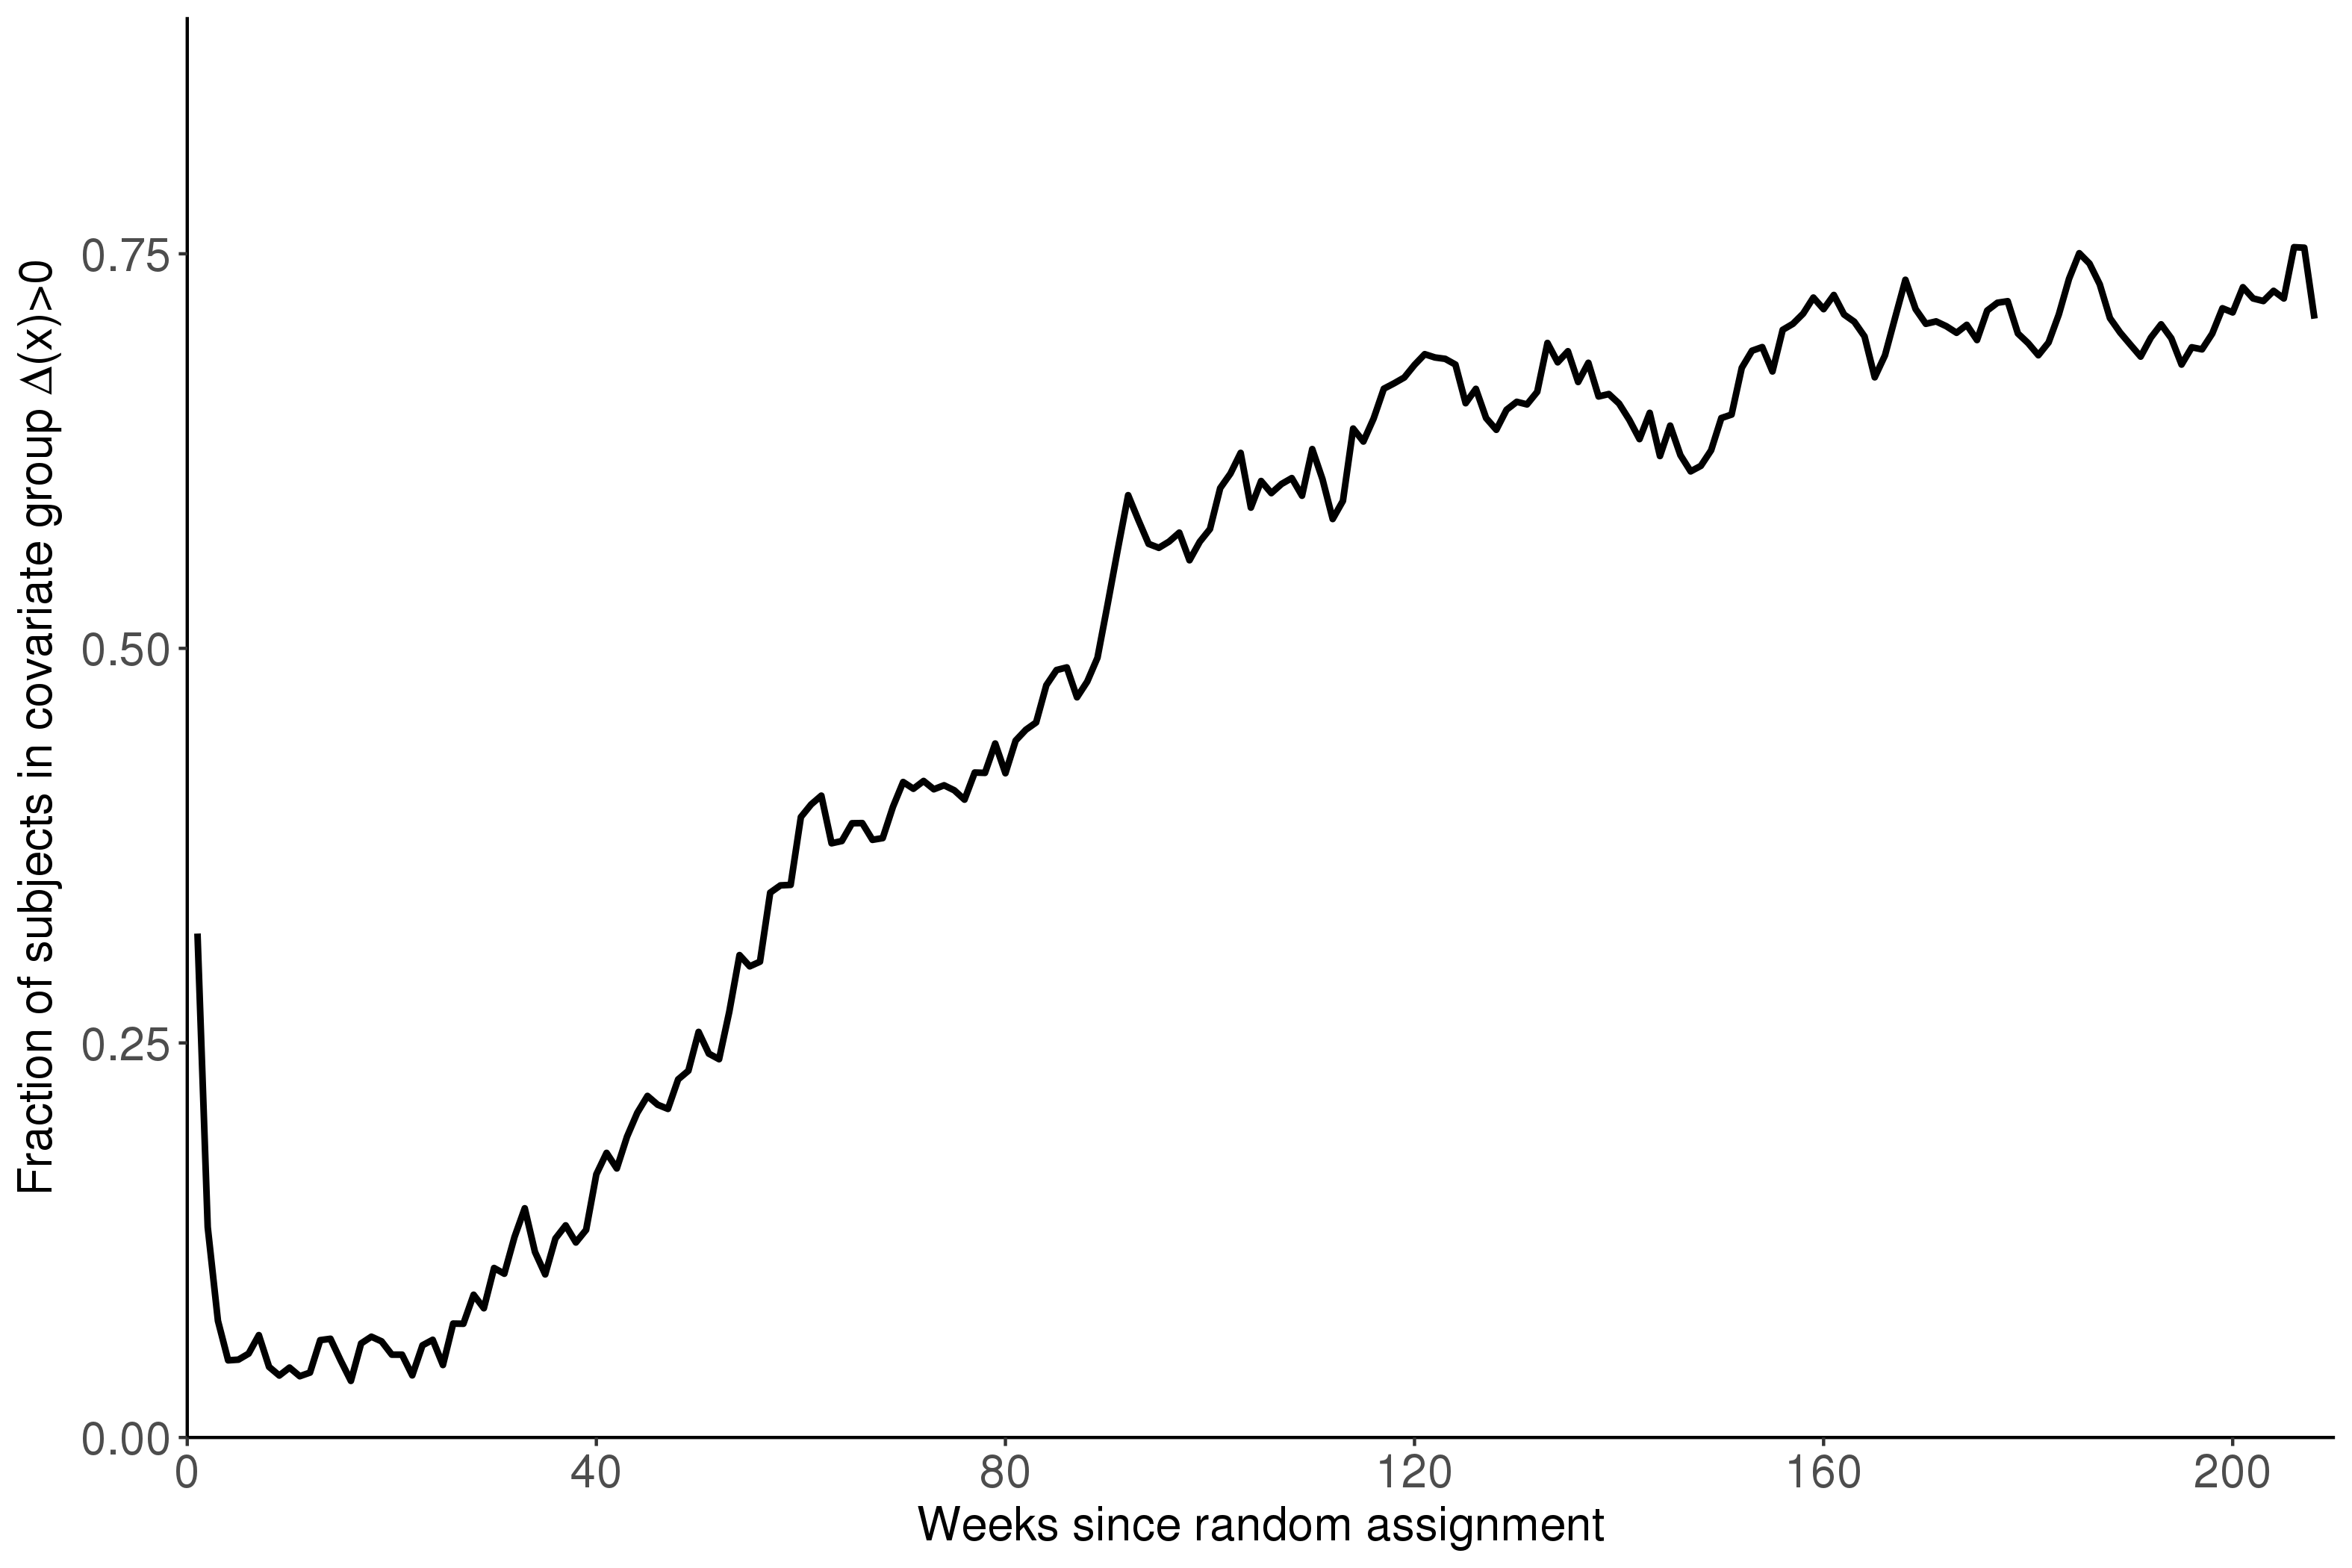 Fraction of subjects in covariate group Δ(x)>0
0.75
0.50
0.25
0.00
0 40 80 120 160 200
Weeks since random assignment